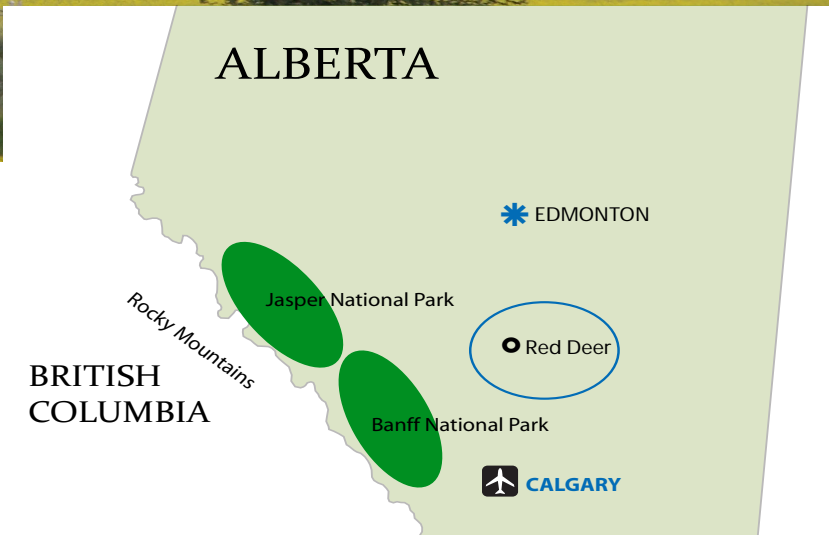 ALBERTA
EDMONTON
Jasper National Park
Rocky Mountains
Red Deer
BRITISH
COLUMBIA
Banff National Park
CALGARY